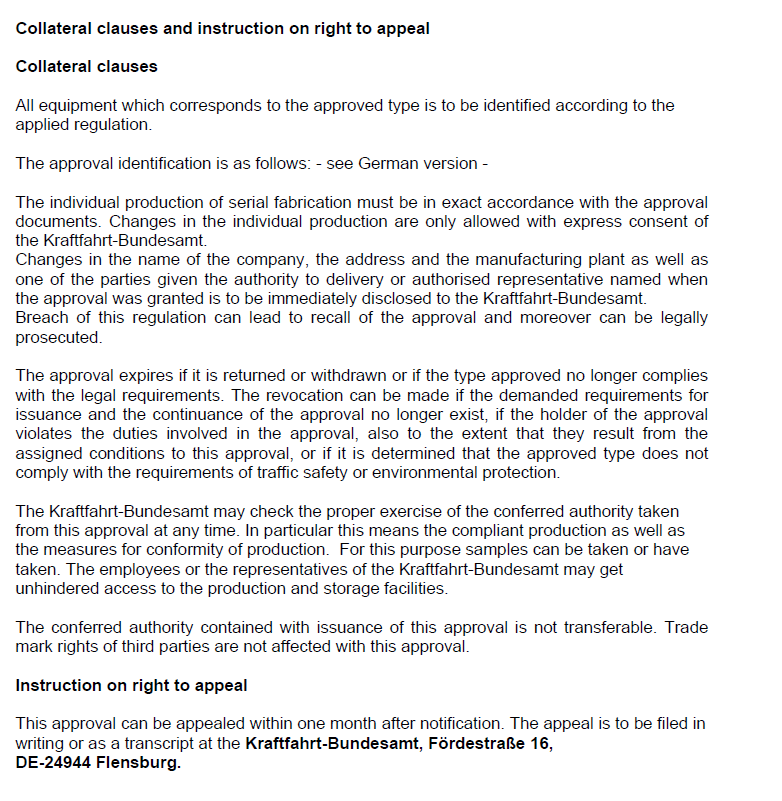 Collateral clauses and instruction on right to appeal
Collateral clauses
All equipment which corresponds to the approved type is to be identified according to the
applied regulation.
The approval identification is as follows: - see German version -
The individual production of serial fabrication must be in exact accordance with the approval
documents. Changes in the individual production are only allowed with express consent of
the Kraftfahrt-Bundesamt.
Changes in the name of the company, the address and the manufacturing plant as well as
one of the parties given the authority to delivery or authorised representative named when
the approval was granted is to be immediately disclosed to the Kraftfahrt-Bundesamt.
Breach of this regulation can lead to recall of the approval and moreover can be legally
prosecuted.
The approval expires if it is returned or withdrawn or if the type approved no longer complies
with the legal requirements. The revocation can be made if the demanded requirements for
issuance and the continuance of the approval no longer exist, if the holder of the approval
violates the duties involved in the approval, also to the extent that they result from the
assigned conditions to this approval, or if it is determined that the approved type does not
comply with the requirements of traffic safety or environmental protection.
The Kraftfahrt-Bundesamt may check the proper exercise of the conferred authority taken
from this approval at any time. In particular this means the compliant production as well as
the measures for conformity of production.  For this purpose samples can be taken or have
taken. The employees or the representatives of the Kraftfahrt-Bundesamt may get
unhindered access to the production and storage facilities.
The conferred authority contained with issuance of this approval is not transferable. Trade
mark rights of third parties are not affected with this approval.
Instruction on right to appeal
This approval can be appealed within one month after notification. The appeal is to be filed in
writing or as a transcript at the Kraftfahrt-Bundesamt, Fördestraße 16,
DE-24944 Flensburg.